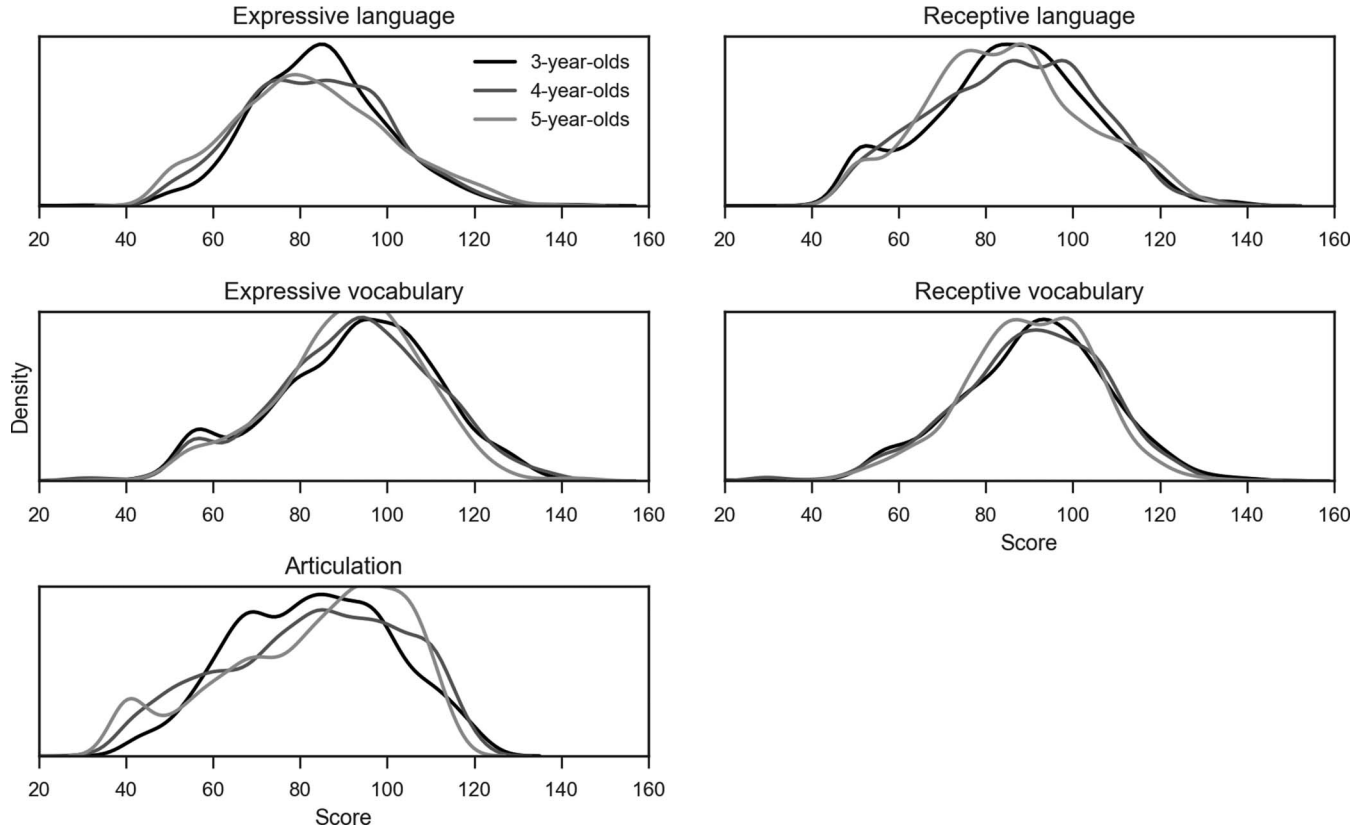 Expressive language
Receptive language
3-year-olds
4-year-olds
5-year-olds
20 40 60 80 100 120 140 160
20 40 60 80 100 120 140 160
Expressive vocabulary
Receptive vocabulary
Density
20 40 60 80 100 120 140 160
20 40 60 80 100 120 140 160
Score
Articulation
20 40 60 80 100 120 140 160
Score